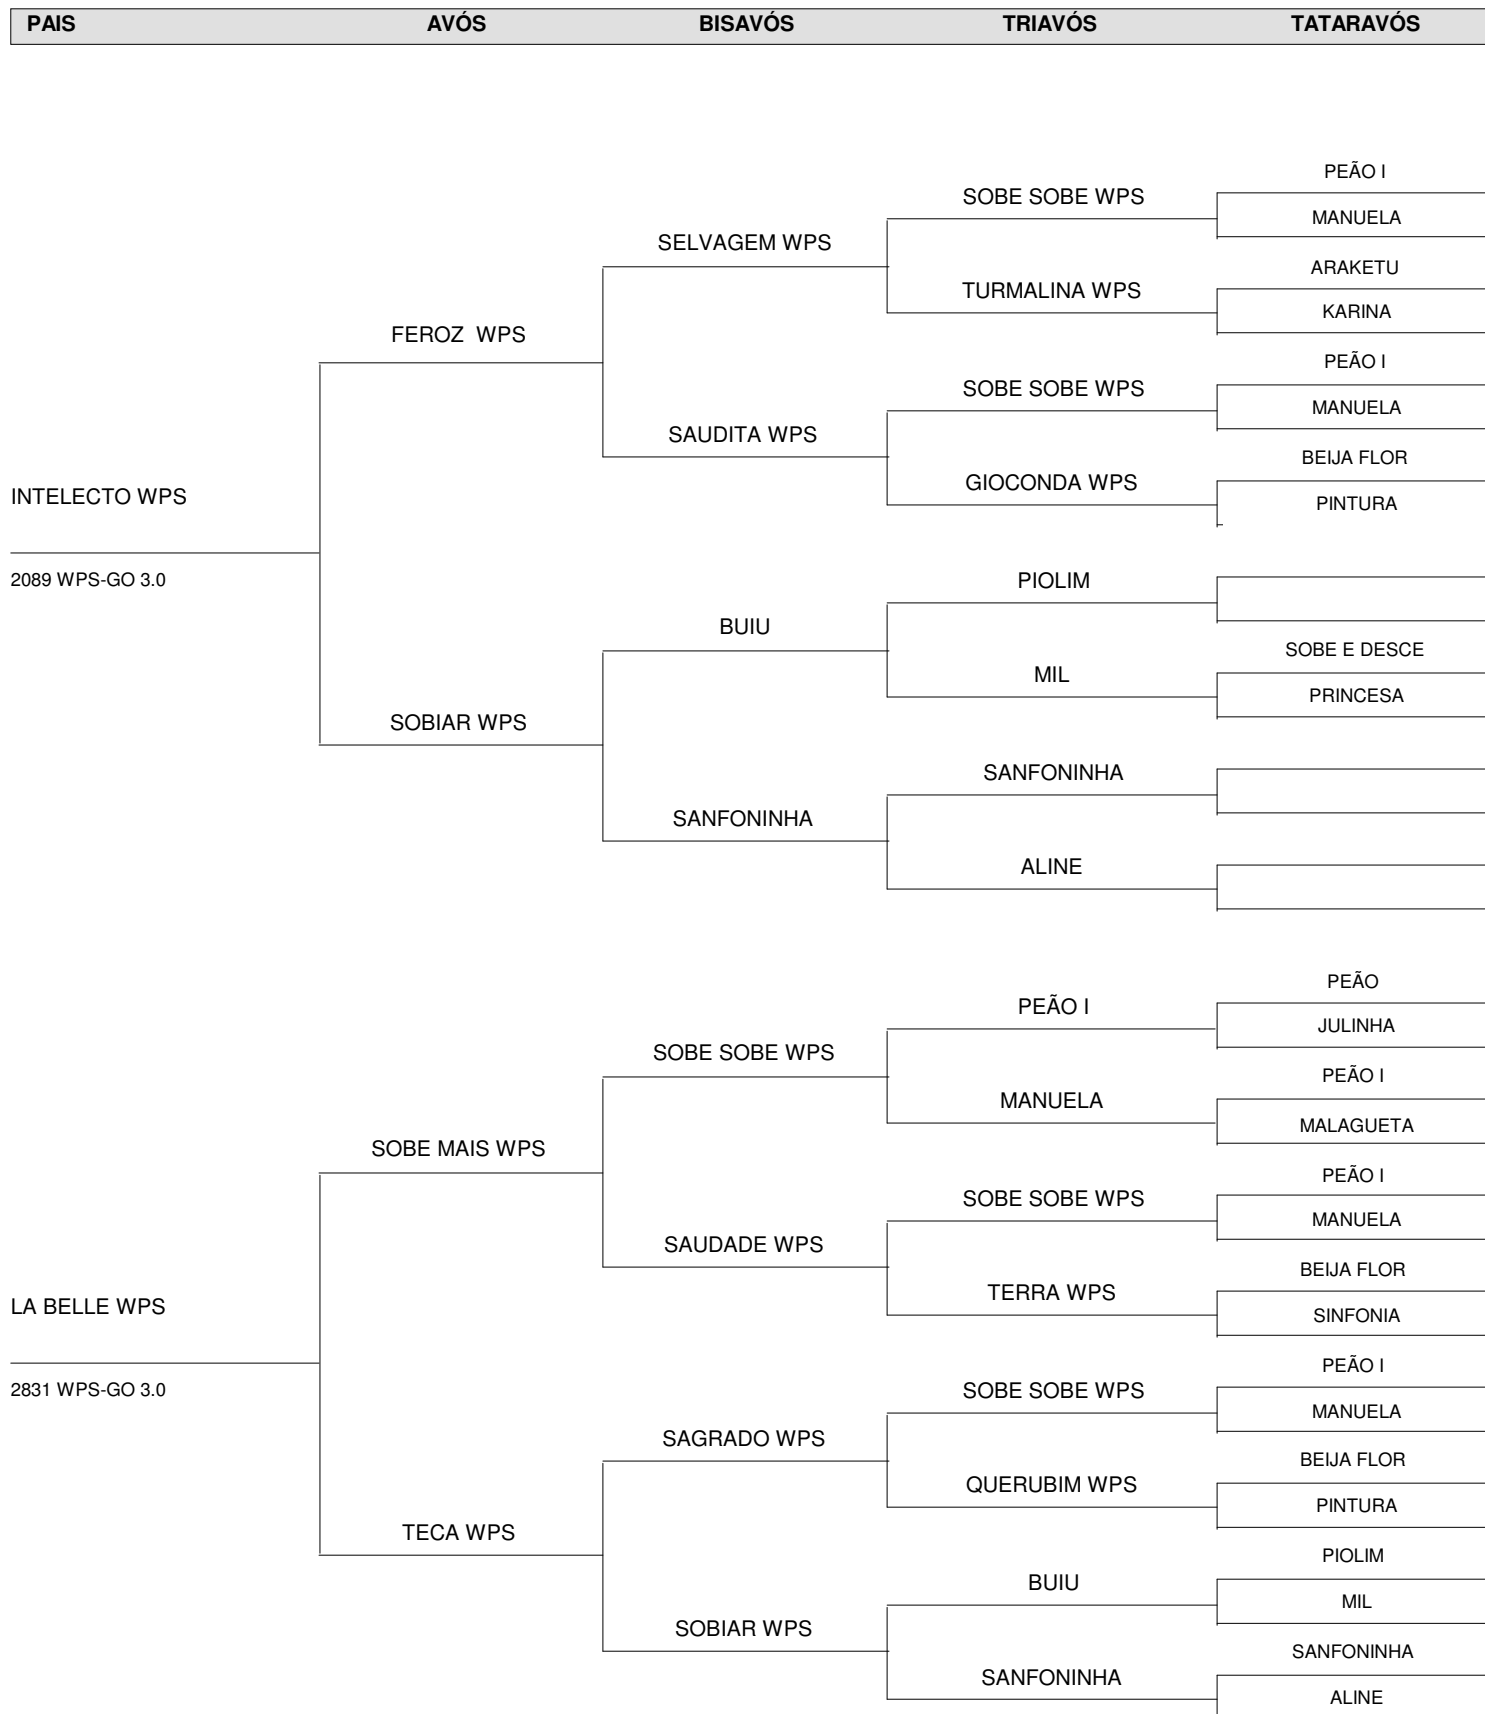 PAIS AVÓS BISAVÓS TRIAVÓS TATARAVÓS
PEÃO I
SOBE SOBE WPS
MANUELA
SELVAGEM WPS
ARAKETU
TURMALINA WPS
KARINA
FEROZ WPS
PEÃO I
SOBE SOBE WPS
MANUELA
SAUDITA WPS
BEIJA FLOR
GIOCONDA WPS
INTELECTO WPS
PINTURA
2089 WPS-GO 3.0
PIOLIM
BUIU
SOBE E DESCE
MIL
PRINCESA
SOBIAR WPS
SANFONINHA
SANFONINHA
ALINE
PEÃO
PEÃO I
JULINHA
SOBE SOBE WPS
PEÃO I
MANUELA
MALAGUETA
SOBE MAIS WPS
PEÃO I
SOBE SOBE WPS
MANUELA
SAUDADE WPS
BEIJA FLOR
TERRA WPS
LA BELLE WPS
SINFONIA
PEÃO I
2831 WPS-GO 3.0
SOBE SOBE WPS
MANUELA
SAGRADO WPS
BEIJA FLOR
QUERUBIM WPS
PINTURA
TECA WPS
PIOLIM
BUIU
MIL
SOBIAR WPS
SANFONINHA
SANFONINHA
ALINE